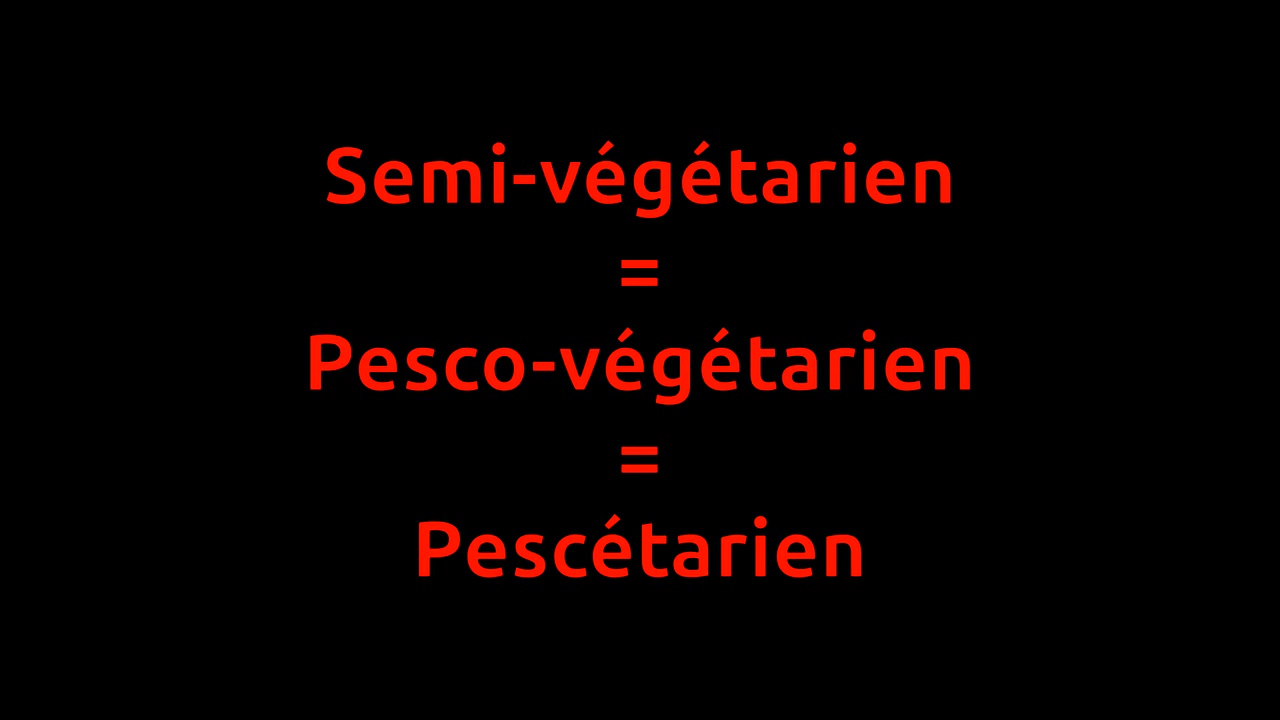 Semi-végétarien
=
Pesco-végétarien
=
Pescétarien